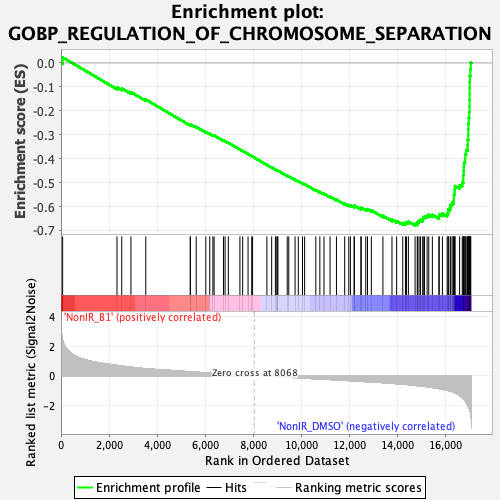 Enrichment plot:
GOBP_REGULATION_OF_CHROMOSOME_SEPARATION
Enrichment score (ES)
0.0
-0.1
-0.2
-0.3
-0.4
-0.5
-0.6
-0.7
Ranked list metric (Signal2Noise)
'NonIR_B1' (positively correlated)
4
2
0
-2
Zero cross at 8068
'NonIR_DMSO' (negatively correlated)
0 2,000 4,000 6,000 8,000 10,000 12,000 14,000 16,000
Rank in Ordered Dataset
Enrichment profile Hits Ranking metric scores